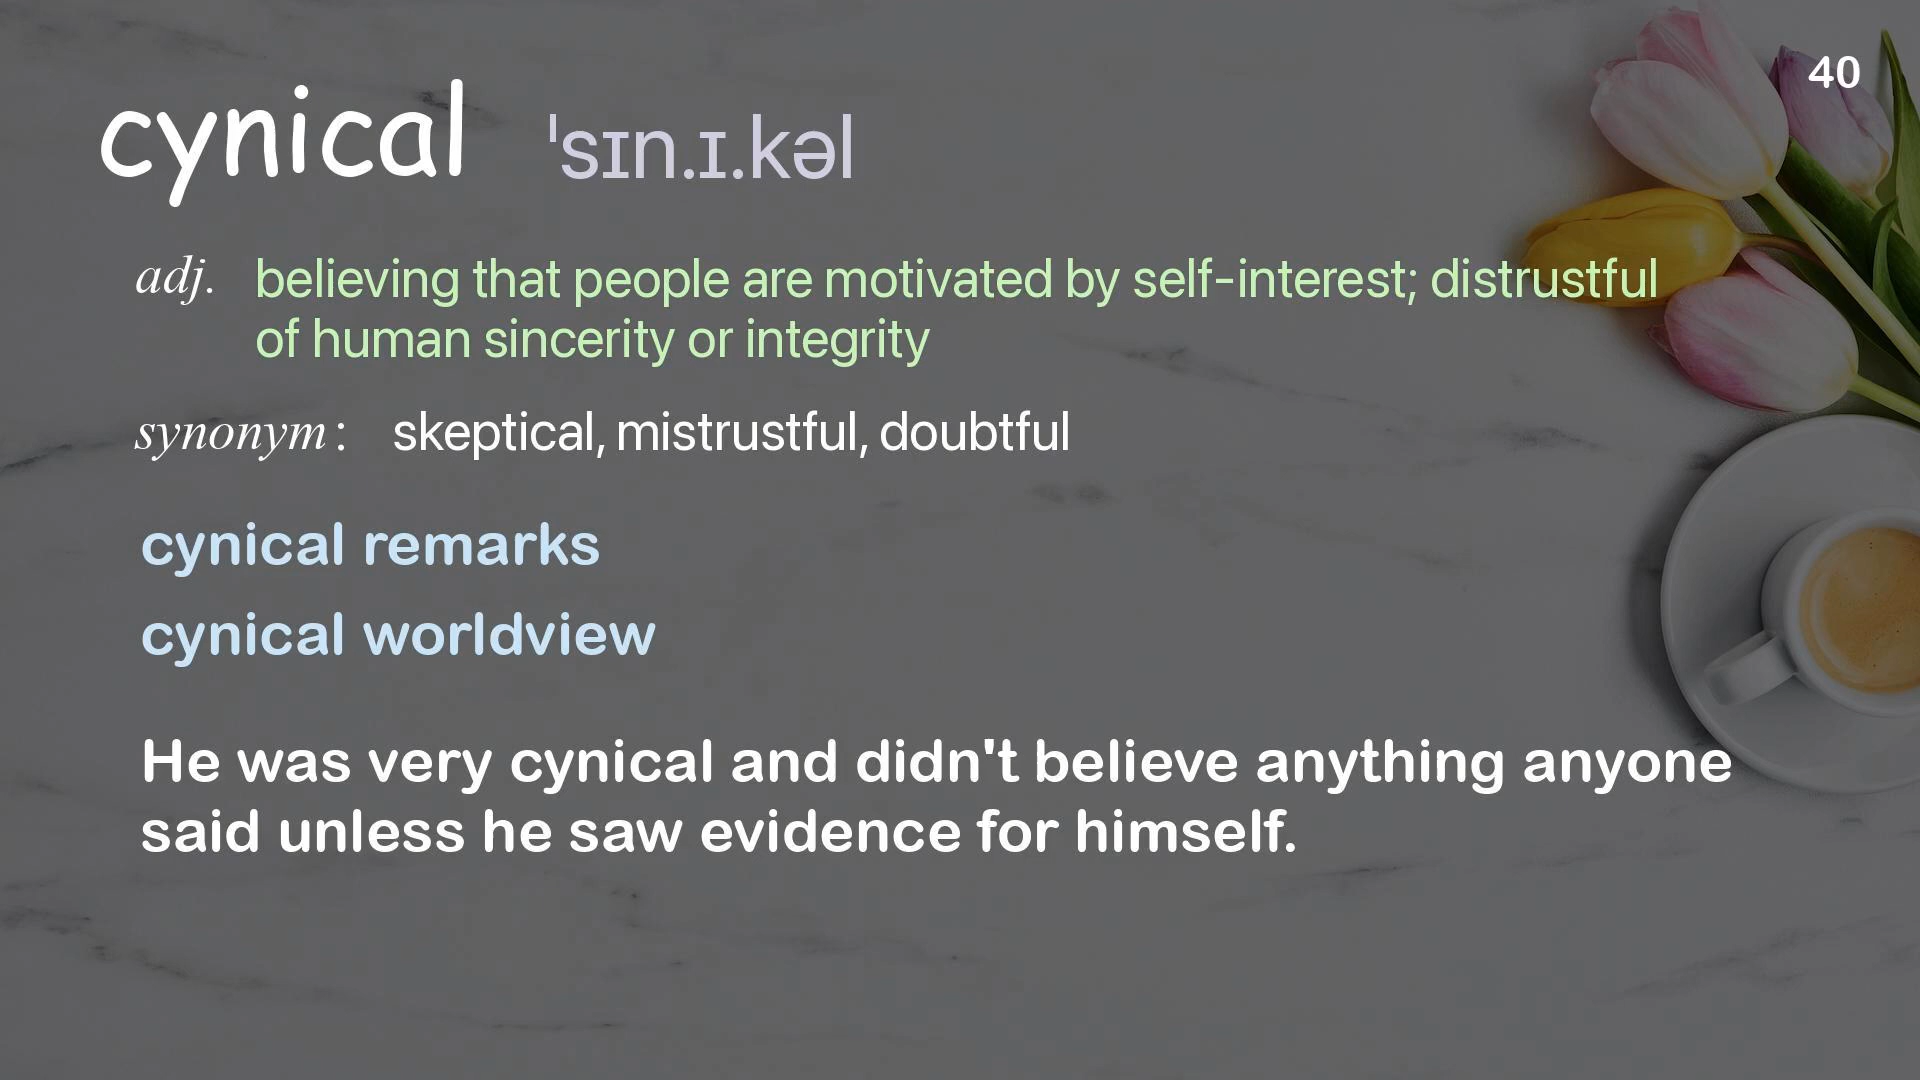 40
cynical ˈsɪn.ɪ.kəl
adj. believing that people are motivated by self-interest; distrustful
of human sincerity or integrity
synonym: skeptical, mistrustful, doubtful
cynical remarks
cynical worldview
He was very cynical and didn't believe anything anyone
said unless he saw evidence for himself.